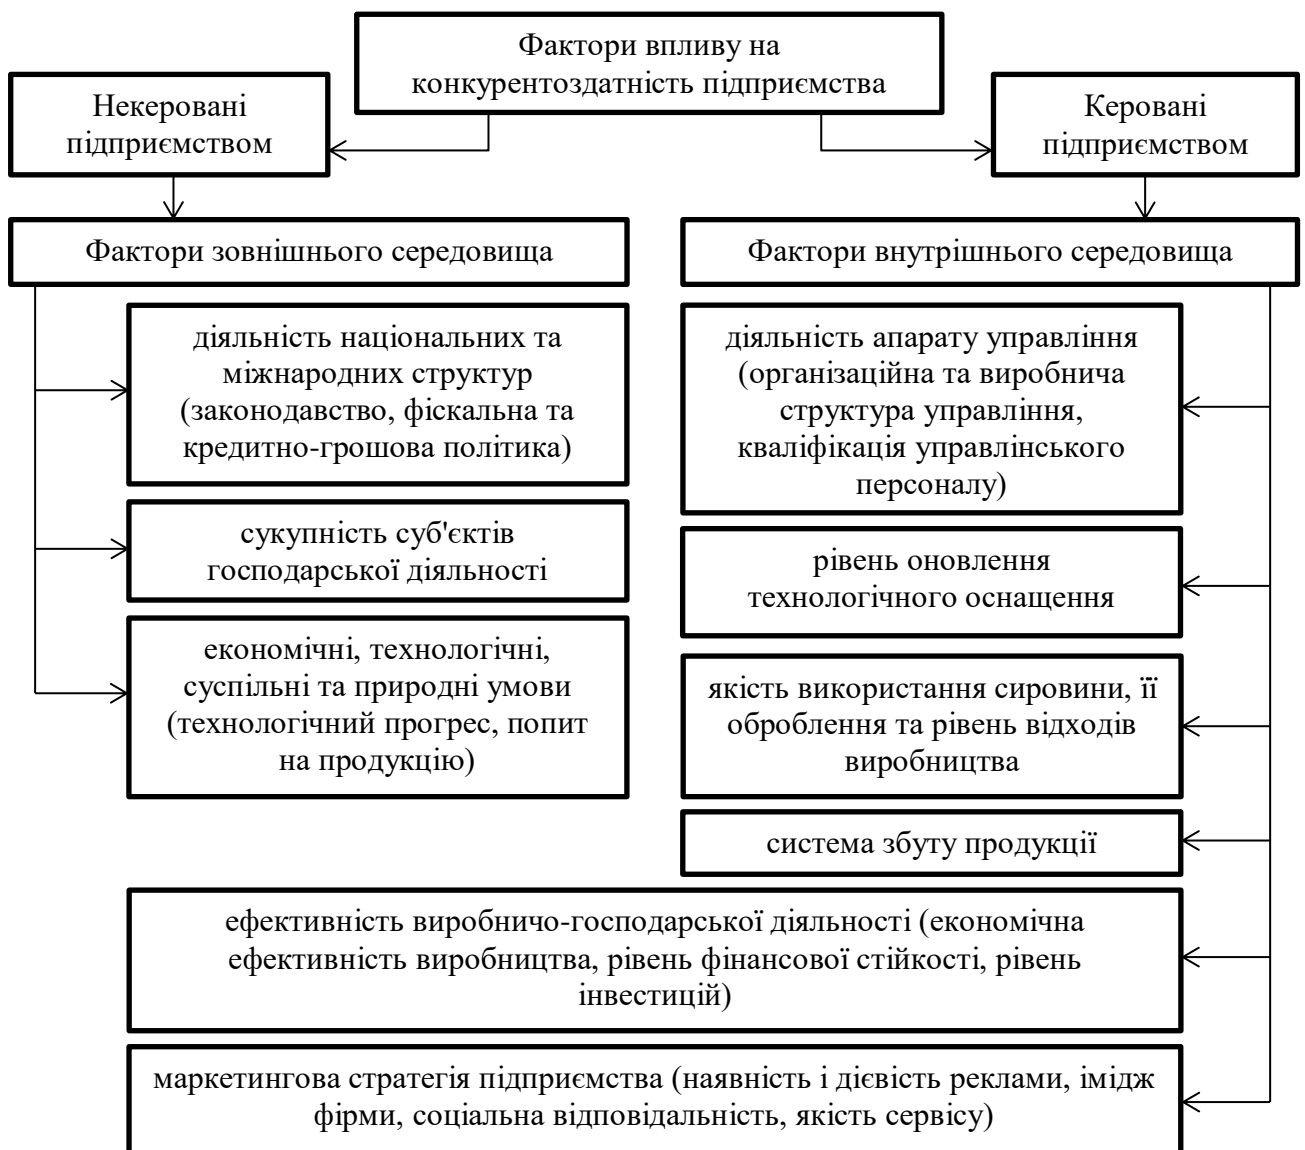 Фактори впливу на
конкурентоздатність підприємства
Некеровані
підприємством
Керовані
підприємством
Фактори зовнішнього середовища
Фактори внутрішнього середовища
діяльність національних та
міжнародних структур
(законодавство, фіскальна та
кредитно-грошова політика)
сукупність суб'єктів
господарської діяльності
економічні, технологічні,
суспільні та природні умови
(технологічний прогрес, попит
на продукцію)
діяльність апарату управління
(організаційна та виробнича
структура управління,
кваліфікація управлінського
персоналу)
рівень оновлення
технологічного оснащення
якість використання сировини, її
оброблення та рівень відходів
виробництва
система збуту продукції
ефективність виробничо-господарської діяльності (економічна
ефективність виробництва, рівень фінансової стійкості, рівень
інвестицій)
маркетингова стратегія підприємства (наявність і дієвість реклами, імідж
фірми, соціальна відповідальність, якість сервісу)